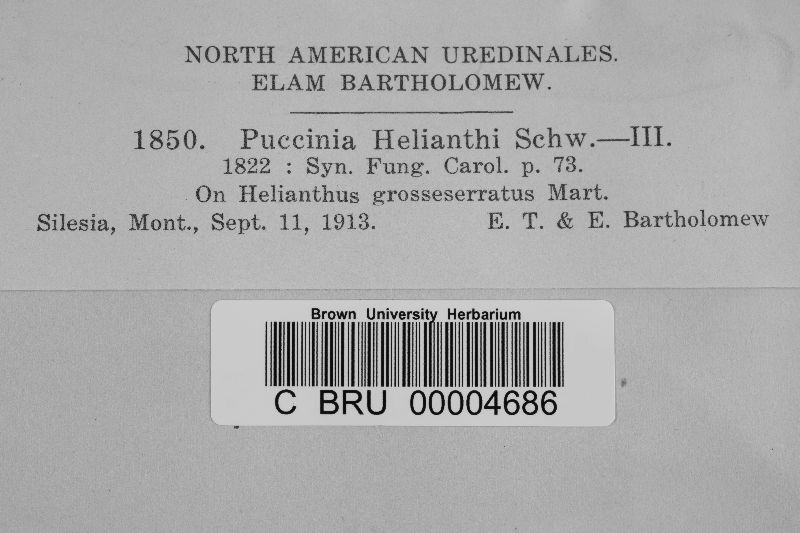 NORTH AMERICAN UREDINALES.
ELAM BARTHOLOMEW.
1850. Puccinia Helianthi Schw.—III.
1822 : Syn. Fung. Carol. p. 73.
On Helianthus grosseserratus Mart.
Silesia, Mont., Sept. 11, 1913. E. T. & E. Bartholomew
Brown University Herbarium
C BRU 00004686